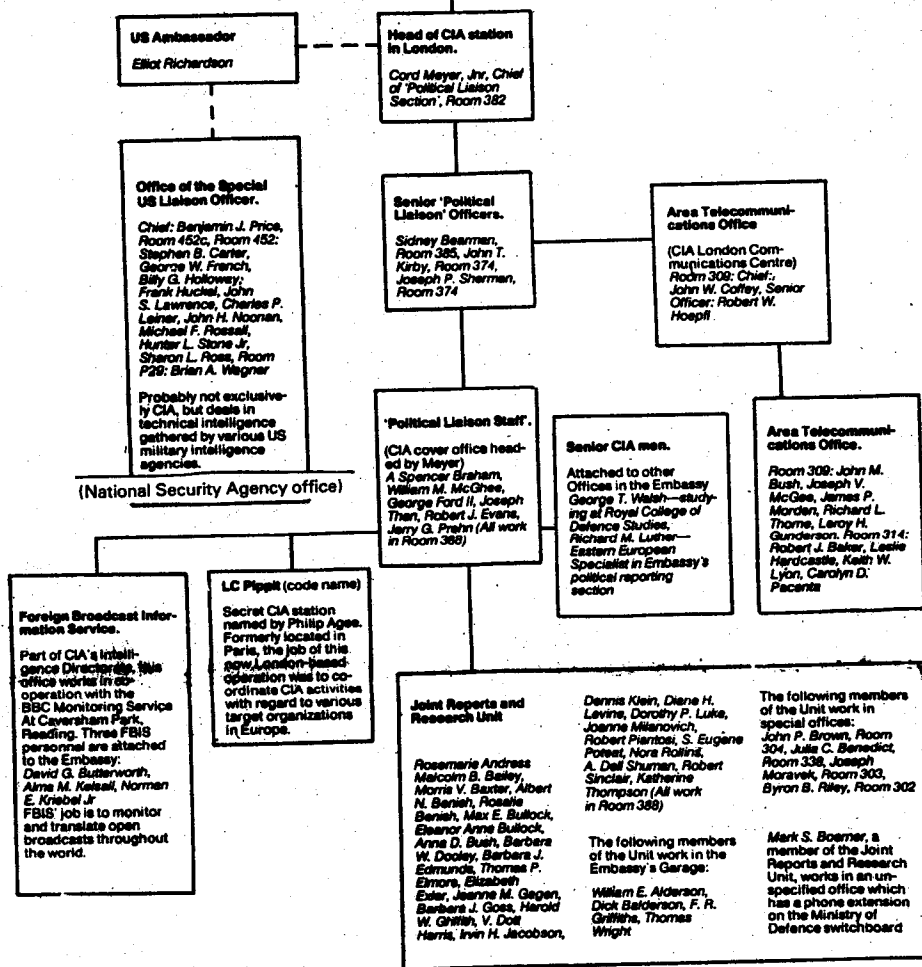 US Ambassador
Elliot Richardson
Head of CIA station
in London.
Cord Meyer, Jnr, Chief
of 'Political Liaison
Section', Room 382
Office of the Special
US Liaison Officer.
Chief: Benjamin J. Price,
Room 452c, Room 452:
Stephen B. Carter,
George W. French,
Billy G. Holloway,
Frank Huckel, John
S. Lawrence, Charles P.
Leiner, John H. Noonan,
Michael F. Rossall,
Hunter L. Stone Jr,
Sharon L. Ross, Room
P29: Brian A. Wagner
Probably not exclusive-
ly CIA, but deals in
technical intelligence
gathered by various US
military intelligence
agencies.
(National Security Agency office)
Senior 'Political
Liaison' Officers.
Sidney Bearman,
Room 385, John T.
Kirby, Room 374,
Joseph P. Sherman,
Room 374
Area Telecommuni-
cations Office
(CIA London Com-
munications Centre)
Room 309: Chief:,
John W. Coffey, Senior
Officer: Robert W.
Hoepfl
'Political Liaison Staff'.
(CIA cover office head-
ed by Meyer)
A Spencer Braham,
William M. McGhee,
George Ford II, Joseph
Then, Robert J. Evans,
Jerry G. Prehn (All work
in Room 388)
Senior CIA men.
Attached to other
Offices in the Embassy
George T. Walsh—study-
ing at Royal College of
Defence Studies,
Richard M. Luther—
Eastern European
Specialist in Embassy's
political reporting
section
Area Telecommuni-
cations Office.
Room 309: John M.
Bush, Joseph V.
McGee, James P.
Morden, Richard L.
Thorne, Leroy H.
Gunderson. Room 314:
Robert J. Baker, Leslie
Hardcastle, Keith W.
Lyon, Carolyn D.
Pacenta
Foreign Broadcast Infor-
mation Service.
Part of CIA's Intelli-
gence Directorate, this
office works in co-
operation with the
BBC Monitoring Service
At Caversham Park,
Reading. Three FBIS
personnel are attached
to the Embassy:
David G. Butterworth,
Alma M. Kelsall, Norman
E. Kriebel Jr
FBIS' job is to monitor
and translate open
broadcasts throughout
the world.
LC Pippit (code name)
Secret CIA station
named by Philip Agee.
Formerly located in
Paris, the job of this
now London-based
operation was to co-
ordinate CIA activities
with regard to various
target organizations
in Europe.
Joint Reports and
Research Unit
Rosemarie Andress
Malcolm B. Bailey,
Morris V. Baxter, Albert
N. Benish, Rosalie
Benish, Max E. Bullock,
Eleanor Anne Bullock,
Anna D. Bush, Barbara
W. Dooley, Barbara J.
Edmunds, Thomas P.
Elmore, Elizabeth
Exler, Jeanne M. Gagen,
Barbara J. Goss, Harold
W. Ghiffith, V. Doll
Harris, Irvin H. Jacobson,
Dennis Klein, Diane H.
Levine, Dorothy P. Luke,
Joanne Milanovich,
Robert Piantosi, S. Eugene
Poteat, Nora Rollinil,
A. Dell Shuman, Robert
Sinclair, Katherine
Thompson (All work
in Room 388)
The following members
of the Unit work in the
Embassy's Garage:
William E. Alderson,
Dick Balderson, F. R.
Griffiths, Thomas
Wright
The following members
of the Unit work in
special offices:
John P. Brown, Room
304, Julia C. Benedict,
Room 338, Joseph
Moravek, Room 303,
Byron B. Riley, Room 302
Mark S. Boerner, a
member of the Joint
Reports and Research
Unit, works in an un-
specified office which
has a phone extension
on the Ministry of
Defence switchboard